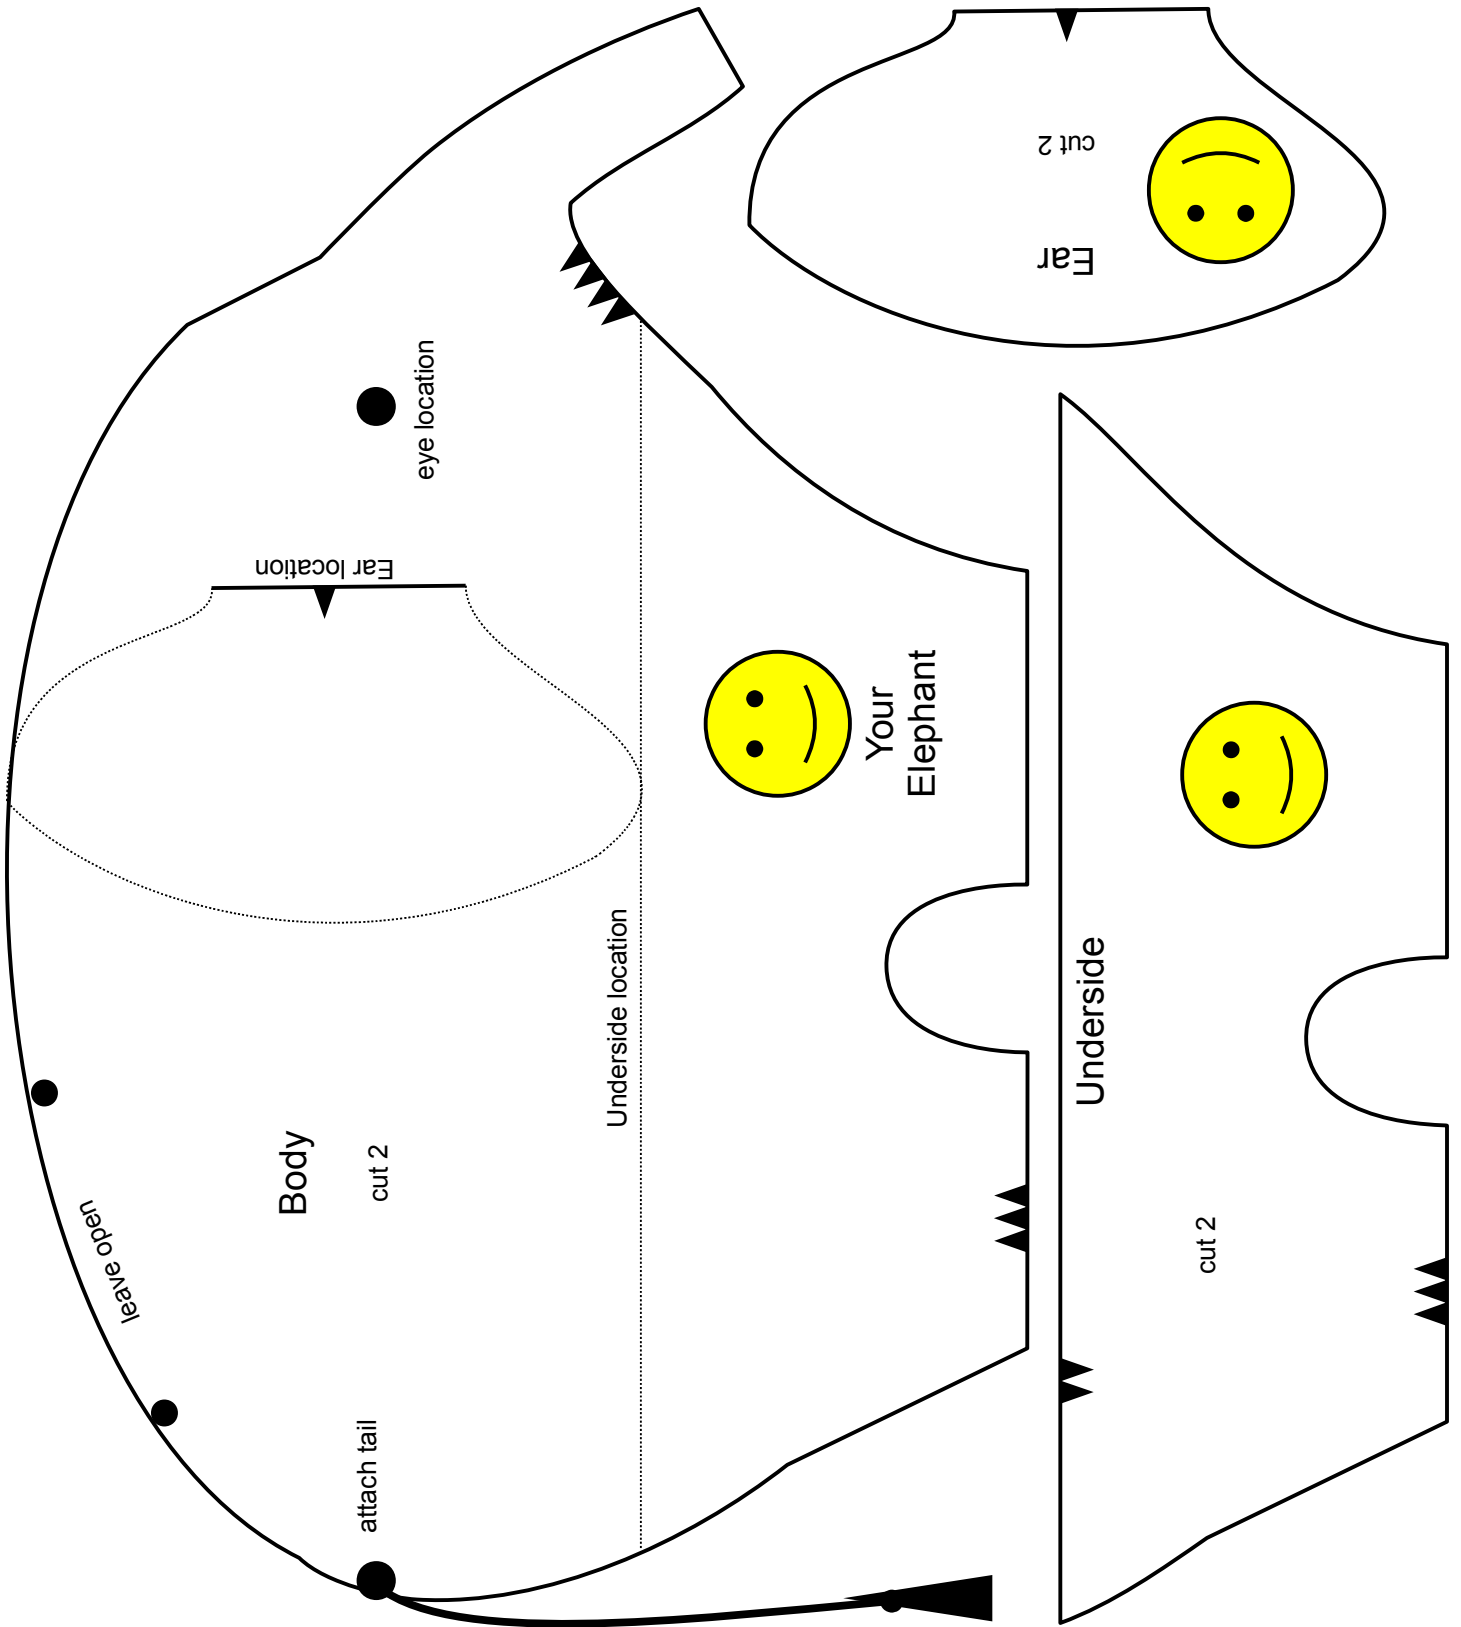 Ear
cut 2
eye location
Ear location
Your
Elephant
Underside location
Body
cut 2
leave open
attach tail
Underside
cut 2